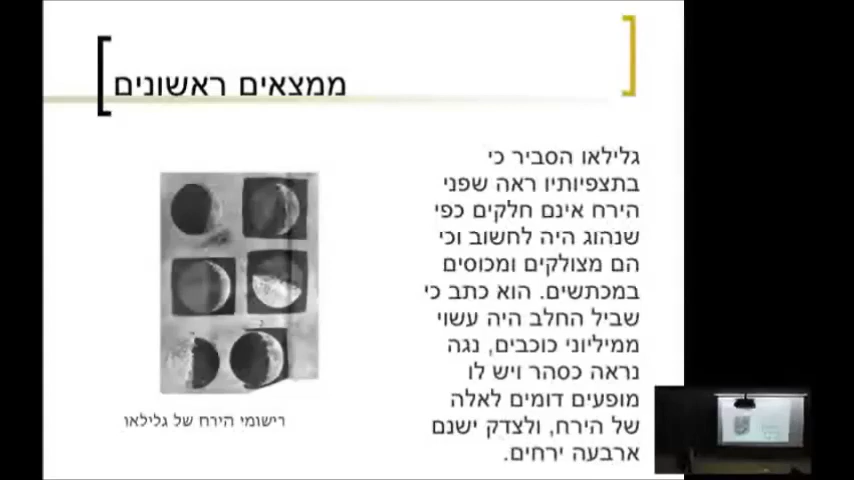 ממצאים ראשונים
גלילאו הסביר כי
בתצפיותיו ראה שפני
הירח אינם חלקים כפי
שנהוג היה לחשוב וכי
הם מצולקים ומכוסים
במכתשים. הוא כתב כי
שביל החלב היה עשוי
ממיליוני כוכבים, נגה
נראה כסהר ויש לו
מופעים דומים לאלה
של הירח, ולצדק ישנם
ארבעה ירחים.
רישומי הירח של גלילאו